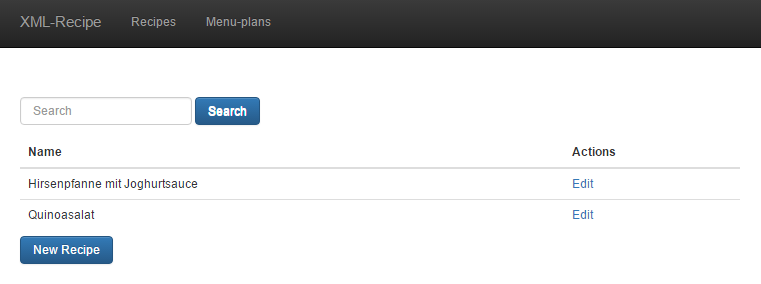 XML-Recipe Recipes Menu-plans
Search Search
Name Actions
Hirsenpfanne mit Joghurtsauce Edit
Quinoasalat Edit
New Recipe